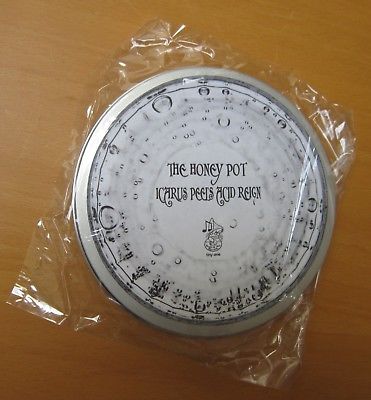 THE HONEY POT
ICARUS PEELS ACID REIGN